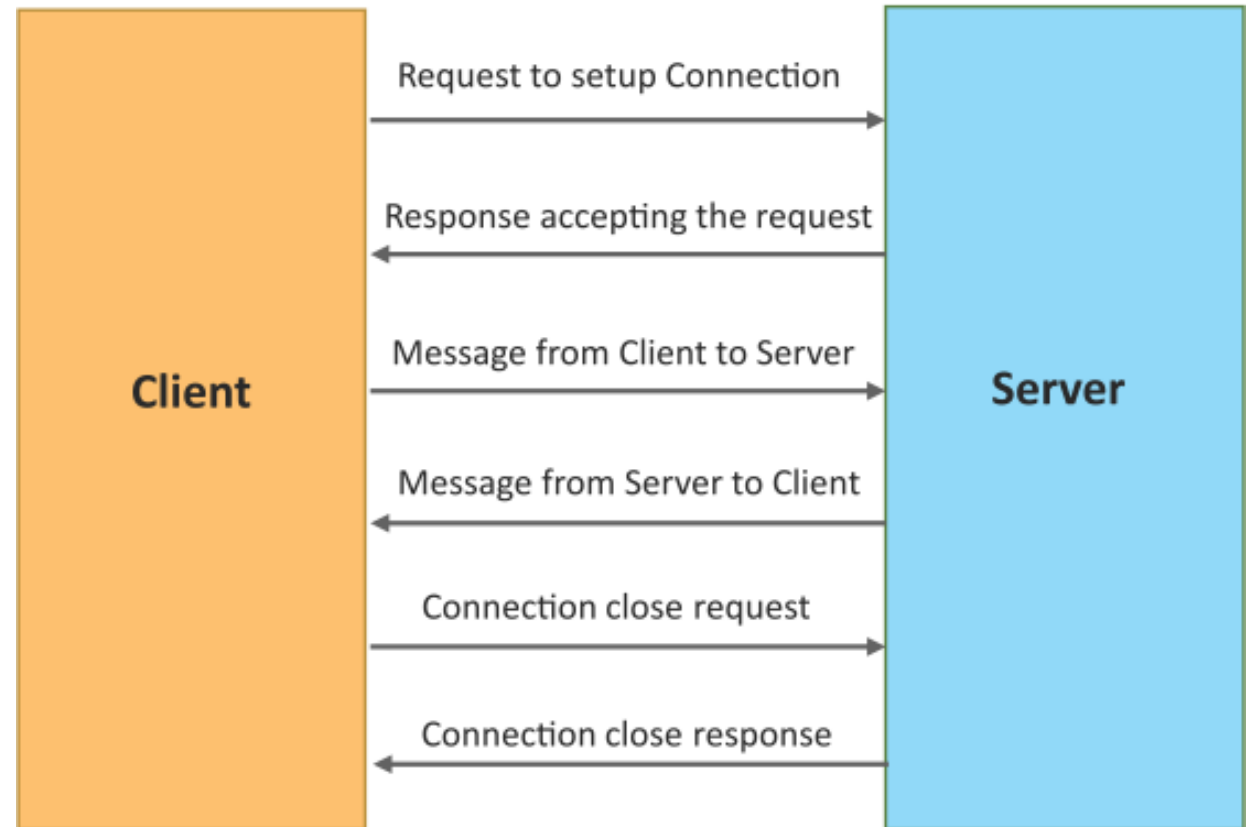 Request to setup Connection
Response accepting the request
Message from Client to Server
Client
Server
Message from Server to Client
Connection close request
Connection close response